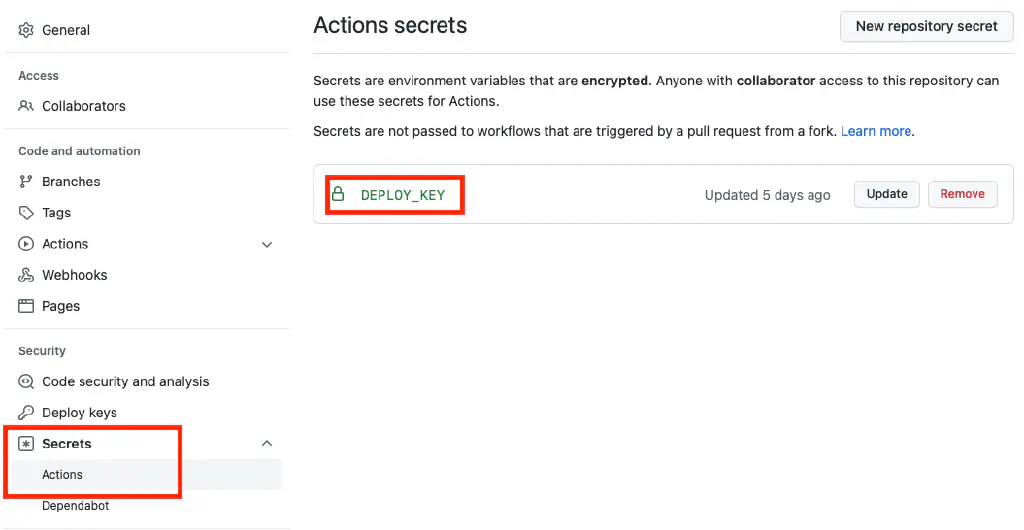 General
Access
Collaborators
Code and automation
Branches
Tags
Actions
Webhooks
Pages
Security
Code security and analysis
Deploy keys
Secrets
Actions
Dependabot
Actions secrets
New repository secret
Secrets are environment variables that are encrypted. Anyone with collaborator access to this repository can
use these secrets for Actions.
Secrets are not passed to workflows that are triggered by a pull request from a fork. Learn more.
DEPLOY_KEY
Updated 5 days ago
Update
Remove